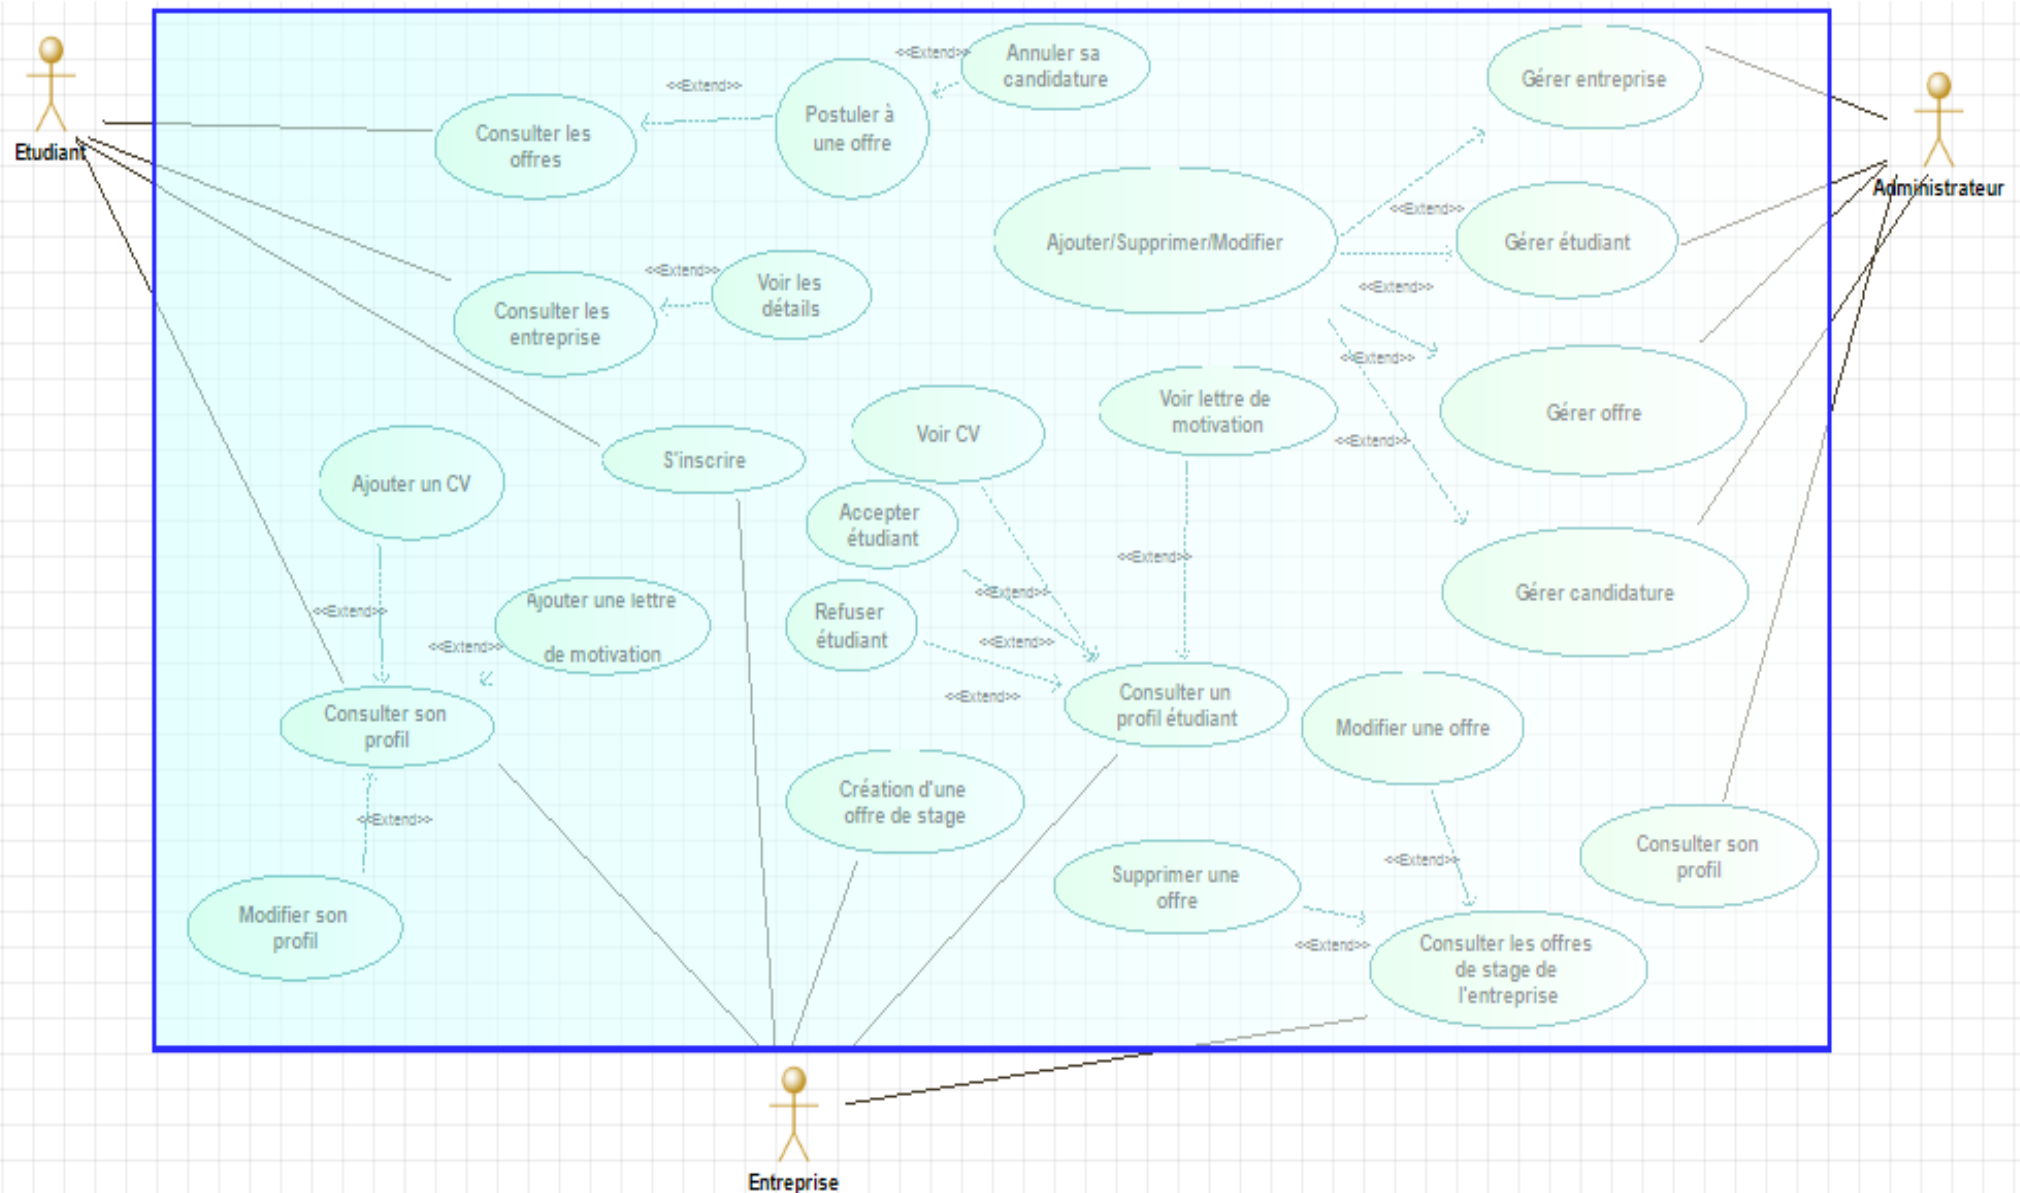 Etudiant
<<Extend>>
Annuler sa
candidature
<<Extend>>
Postuler à
une offre
Consulter les
offres
Gérer entreprise
Administrateur
<<Extend>>
Ajouter/Supprimer/Modifier
Gérer étudiant
<<Extend>>
<<Extend>>
Voir les
détails
Consulter les
entreprise
<<Extend>>
Gérer offre
<<Extend>>
Voir lettre de
motivation
Voir CV
S'inscrire
Ajouter un CV
Accepter
étudiant
<<Extend>>
<<Extend>>
Gérer candidature
<<Extend>>
Ajouter une lettre
de motivation
<<Extend>>
Refuser
étudiant
<<Extend>>
<<Extend>>
Consulter un
profil étudiant
Consulter son
profil
Modifier une offre
<<Extend>>
Création d'une
offre de stage
<<Extend>>
Consulter son
profil
Supprimer une
offre
Modifier son
profil
<<Extend>>
Consulter les offres
de stage de
l'entreprise
Entreprise